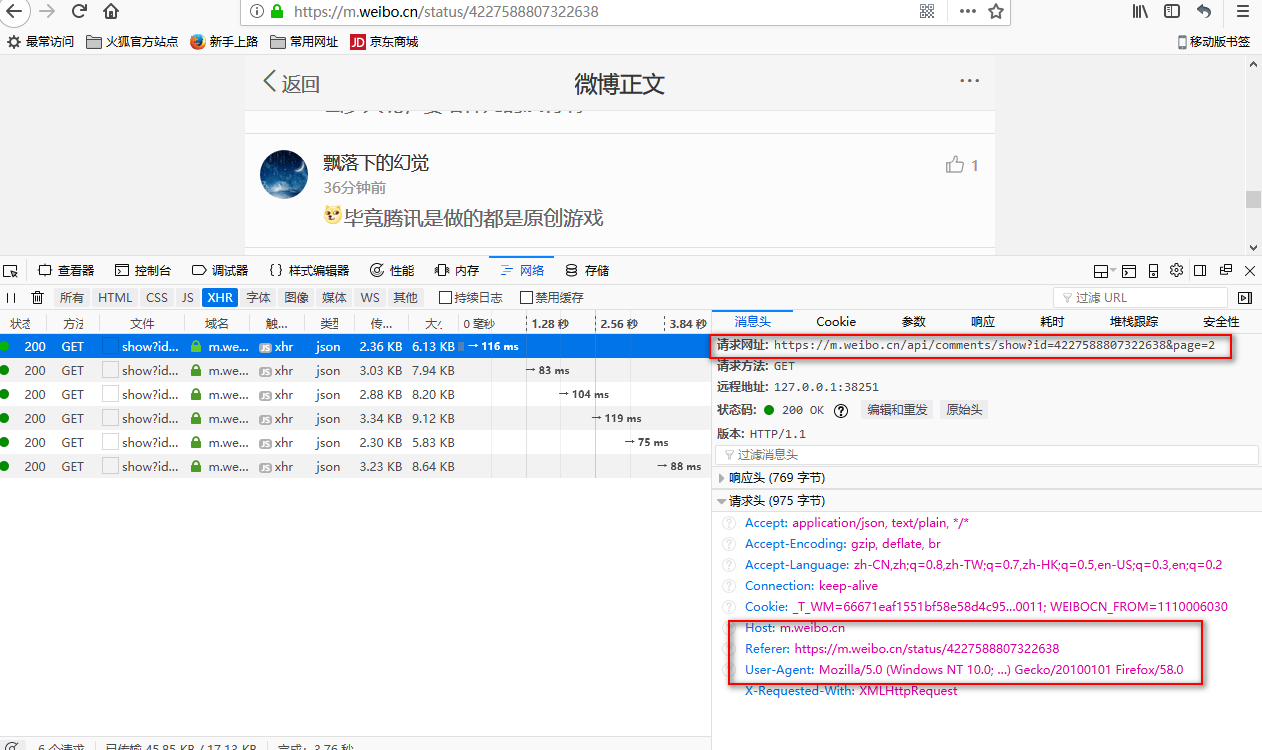 https://m.weibo.cn/status/4227588807322638
最常访问 火狐官方站点 新手上路 常用网址 JD 京东商城 移动版书签
返回 微博正文 ...
飘落下的幻觉 1
36分钟前
毕竟腾讯是做的都是原创游戏
查看器 控制台 调试器 {} 样式编辑器 性能 内存 网络 存储
所有 HTML CSS JS XHR 字体 图像 媒体 WS 其他 持续日志 禁用缓存 过滤 URL
状态 方法 文件 域名 触... 类型 传... 大小 0 毫秒 1.28 秒 2.56 秒 3.84 秒 消息头 Cookie 参数 响应 耗时 堆栈跟踪 安全性
200 GET show?id... m.we... JS xhr json 2.36 KB 6.13 KB → 116 ms
200 GET show?id... m.we... JS xhr json 3.03 KB 7.94 KB → 83 ms
200 GET show?id... m.we... JS xhr json 2.88 KB 8.20 KB → 104 ms
200 GET show?id... m.we... JS xhr json 3.34 KB 9.12 KB → 119 ms
200 GET show?id... m.we... JS xhr json 2.30 KB 5.83 KB → 75 ms
200 GET show?id... m.we... JS xhr json 3.23 KB 8.64 KB → 88 ms
请求网址: https://m.weibo.cn/api/comments/show?id=4227588807322638&page=2
请求方法: GET
远程地址: 127.0.0.1:38251
状态码: 200 OK ? 编辑和重发 原始头
版本: HTTP/1.1
过滤消息头
响应头 (769 字节)
请求头 (975 字节)
Accept: application/json, text/plain, */*
Accept-Encoding: gzip, deflate, br
Accept-Language: zh-CN,zh;q=0.8,zh-TW;q=0.7,zh-HK;q=0.5,en-US;q=0.3,en;q=0.2
Connection: keep-alive
Cookie: _T_WM=66671eaf1551bf58e58d4c95...0011; WEIBOCN_FROM=1110006030
Host: m.weibo.cn
Referer: https://m.weibo.cn/status/4227588807322638
User-Agent: Mozilla/5.0 (Windows NT 10.0; ...) Gecko/20100101 Firefox/58.0
X-Requested-With: XMLHttpRequest
6 个请求 已传输 45.85 KB / 17.13 KB 完成: 3.76 秒